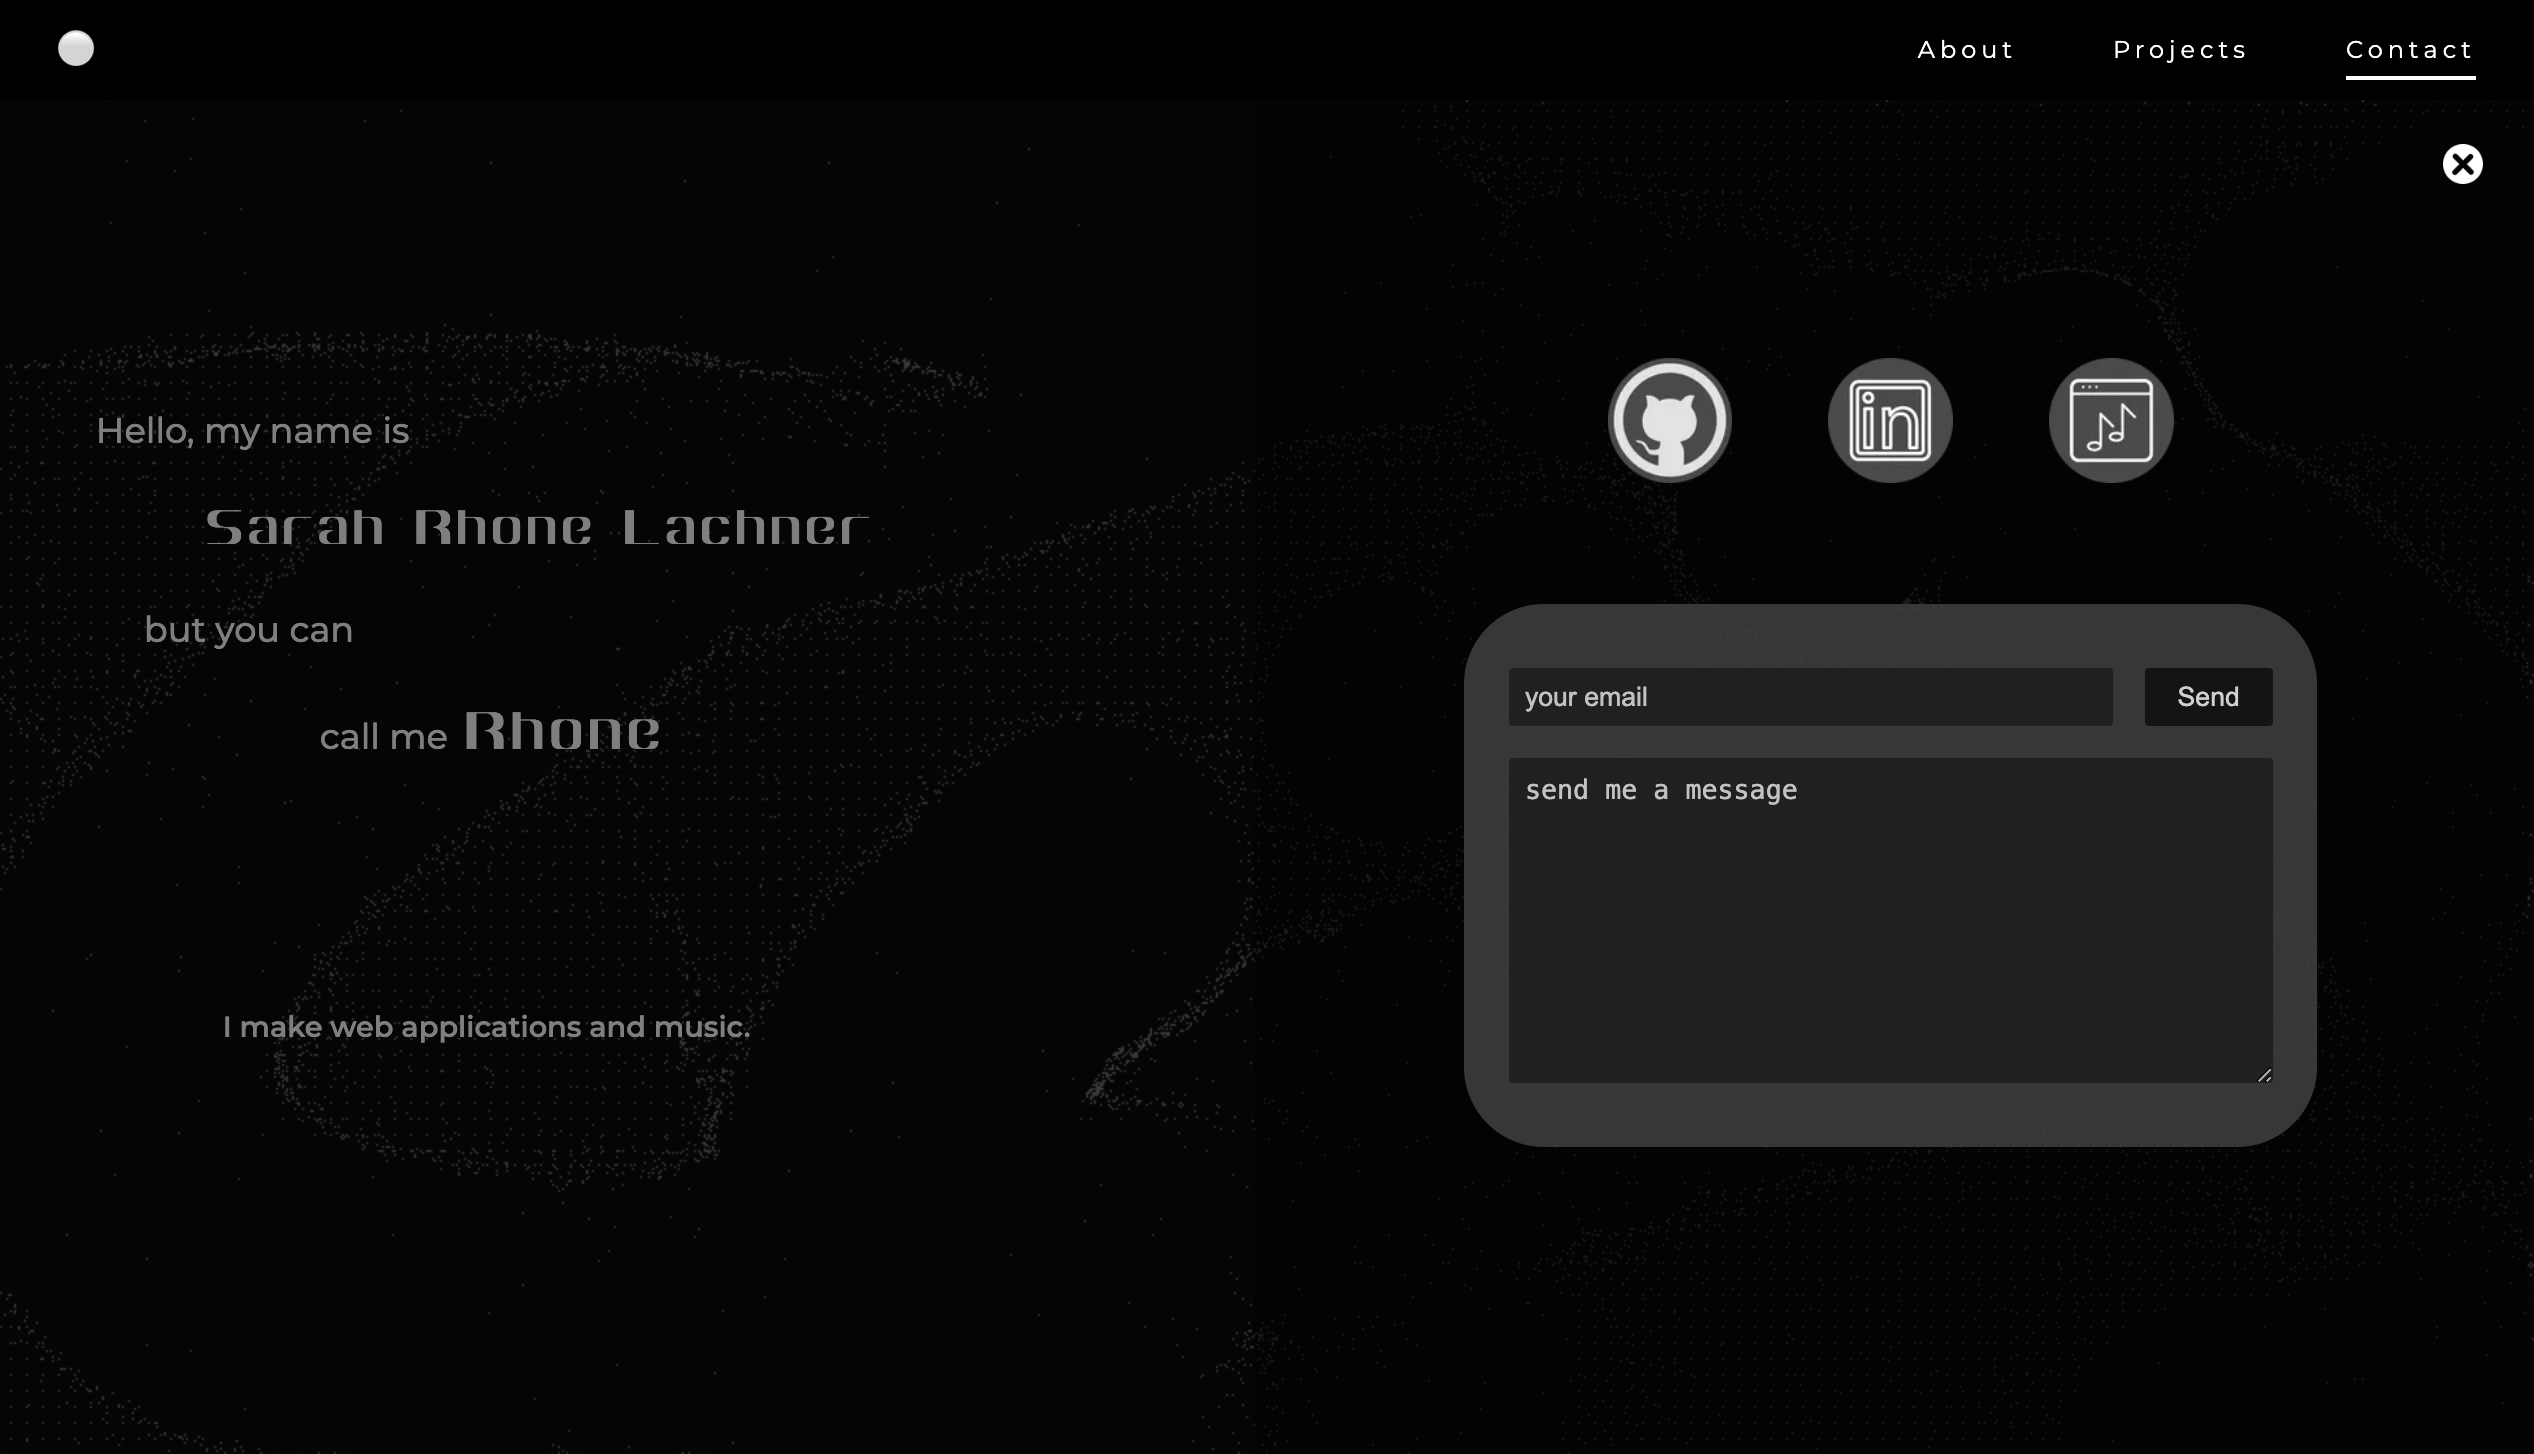 About Projects Contact
Hello, my name is
Sarah Rhone Lachner
but you can
call me Rhone
I make web applications and music.
in
your email Send
send me a message